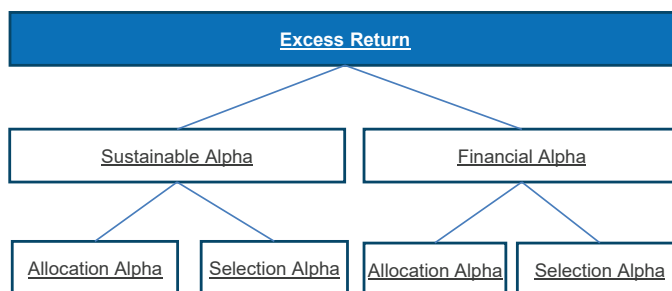 Excess Return
Sustainable Alpha
Financial Alpha
Allocation Alpha
Selection Alpha
Allocation Alpha
Selection Alpha